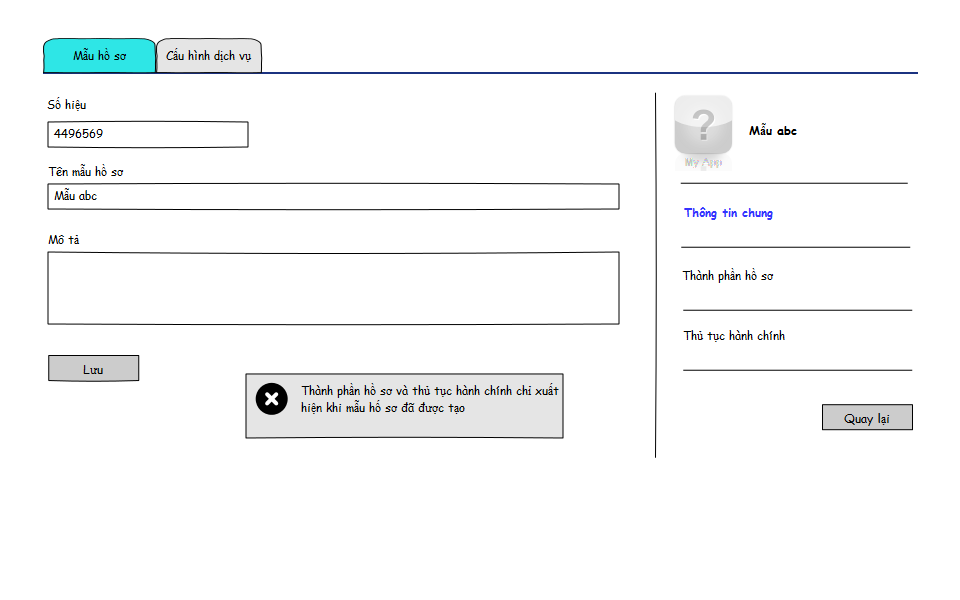 Mẫu hồ sơ
Cấu hình dịch vụ
Số hiệu
4496569
Tên mẫu hồ sơ
Mẫu abc
Mô tả
Lưu
Thành phần hồ sơ và thủ tục hành chính chỉ xuất
hiện khi mẫu hố sơ đã được tạo
?
My App
Mẫu abc
Thông tin chung
Thành phần hồ sơ
Thủ tục hành chính
Quay lại